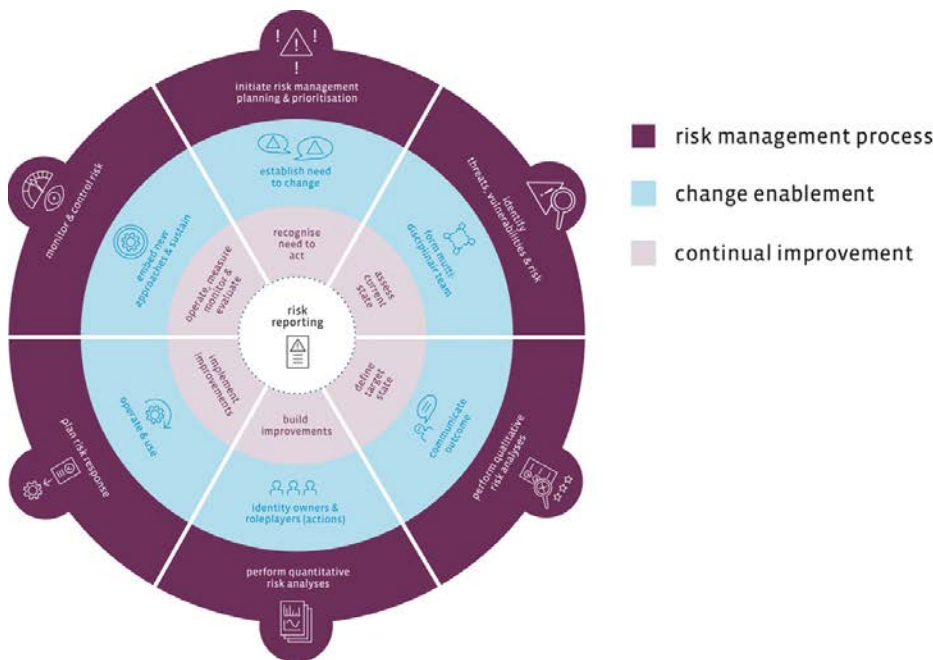 initiate risk management
planning & prioritisation
identify
threats, vulnerabilities & risk
perform qualitative
risk analyses
perform quantitative
risk analyses
plan risk response
monitor & control risk
establish need
to change
form multi-
disciplinair team
communicate
outcome
identity owners &
roleplayers (actions)
operate & use
embed new
approaches & sustain
recognise
need to
act
assess
current
state
define
target
state
build
improvements
implement
improvements
operate, measure
monitor &
evaluate
risk
reporting
risk management process
change enablement
continual improvement